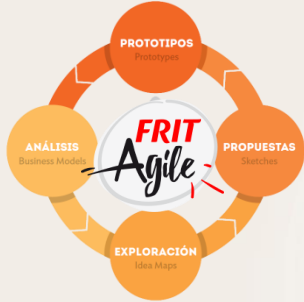 PROTOTIPOS
Prototypes
FRIT
Agile
ANÁLISIS
Business Models
PROPUESTAS
Sketches
EXPLORACIÓN
Idea Maps